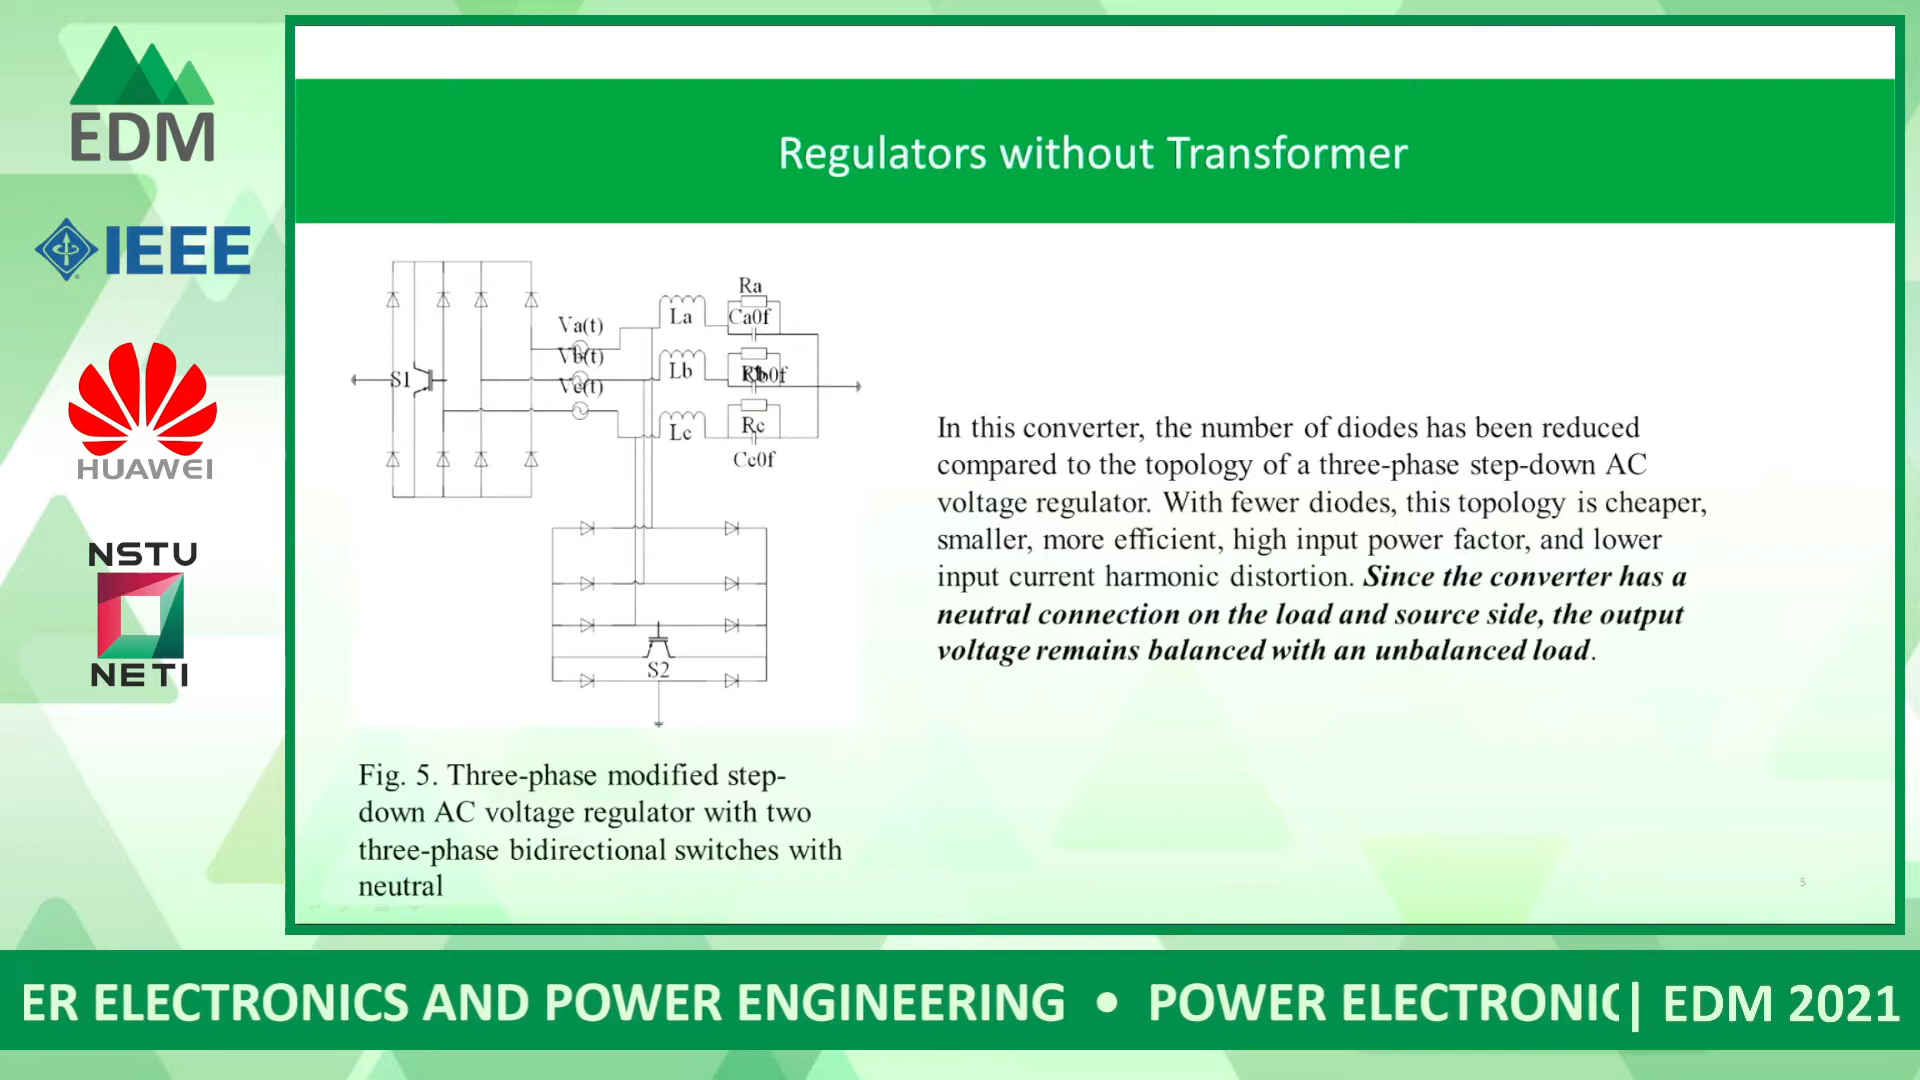 EDM
IEEE
HUAWEI
NSTU
NETI
Regulators without Transformer
Ra
Va(t)
La
Ca0f
Vb(t)
S1
Lb
Vc(t)
Rc
Lc
Cc0f
S2
In this converter, the number of diodes has been reduced
compared to the topology of a three-phase step-down AC
voltage regulator. With fewer diodes, this topology is cheaper,
smaller, more efficient, high input power factor, and lower
input current harmonic distortion. Since the converter has a
neutral connection on the load and source side, the output
voltage remains balanced with an unbalanced load.
Fig. 5. Three-phase modified step-
down AC voltage regulator with two
three-phase bidirectional switches with
neutral
5
ER ELECTRONICS AND POWER ENGINEERING • POWER ELECTRONIC | EDM 2021